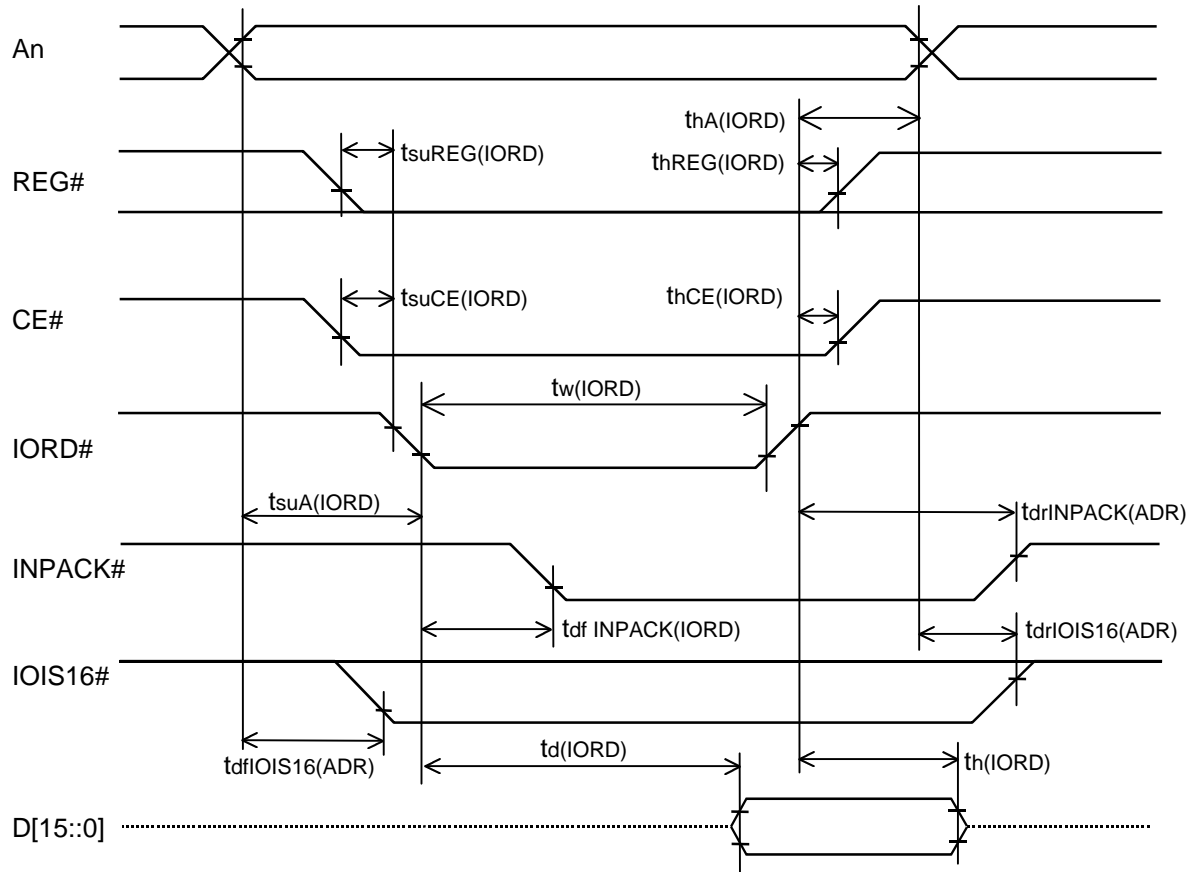 An
thA(IORD)
tsuREG(IORD)
thREG(IORD)
REG#
tsuCE(IORD)
thCE(IORD)
CE#
tw(IORD)
IORD#
tsuA(IORD)
tdrINPACK(ADR)
INPACK#
tdf INPACK(IORD)
tdrIOIS16(ADR)
IOIS16#
td(IORD)
tdfIOIS16(ADR)
th(IORD)
D[15::0]